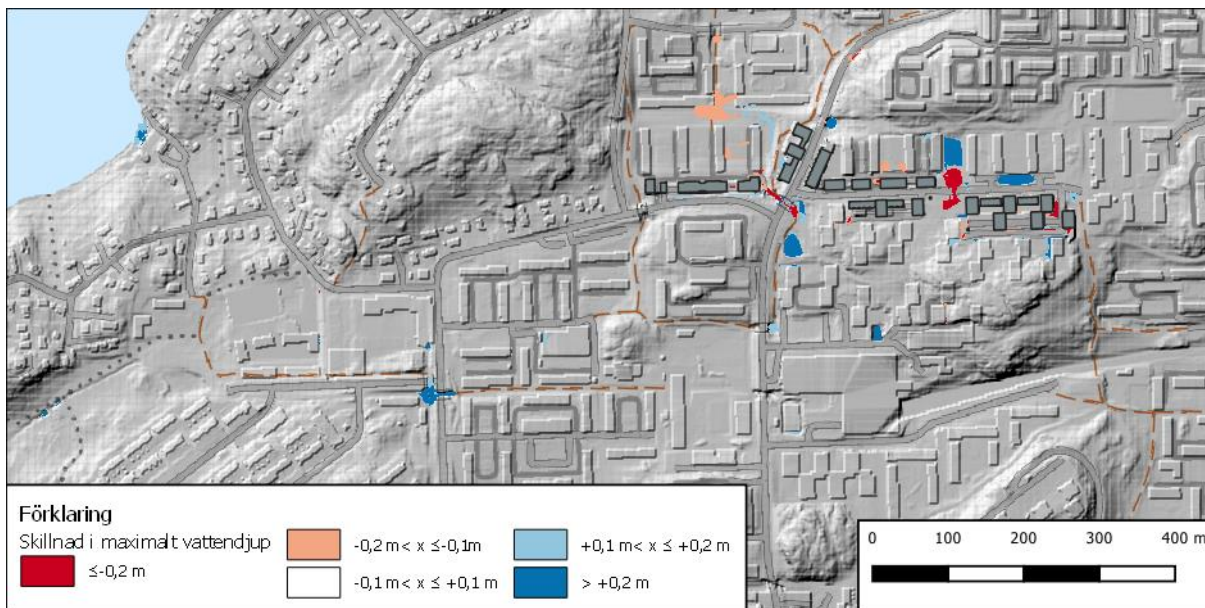 Förklaring
Skillnad i maximalt vattendjup
≤-0,2 m
-0,2 m< x ≤-0,1m
-0,1 m< x ≤ +0,1 m
+0,1 m< x ≤ +0,2 m
> +0,2 m
0 100 200 300 400 m